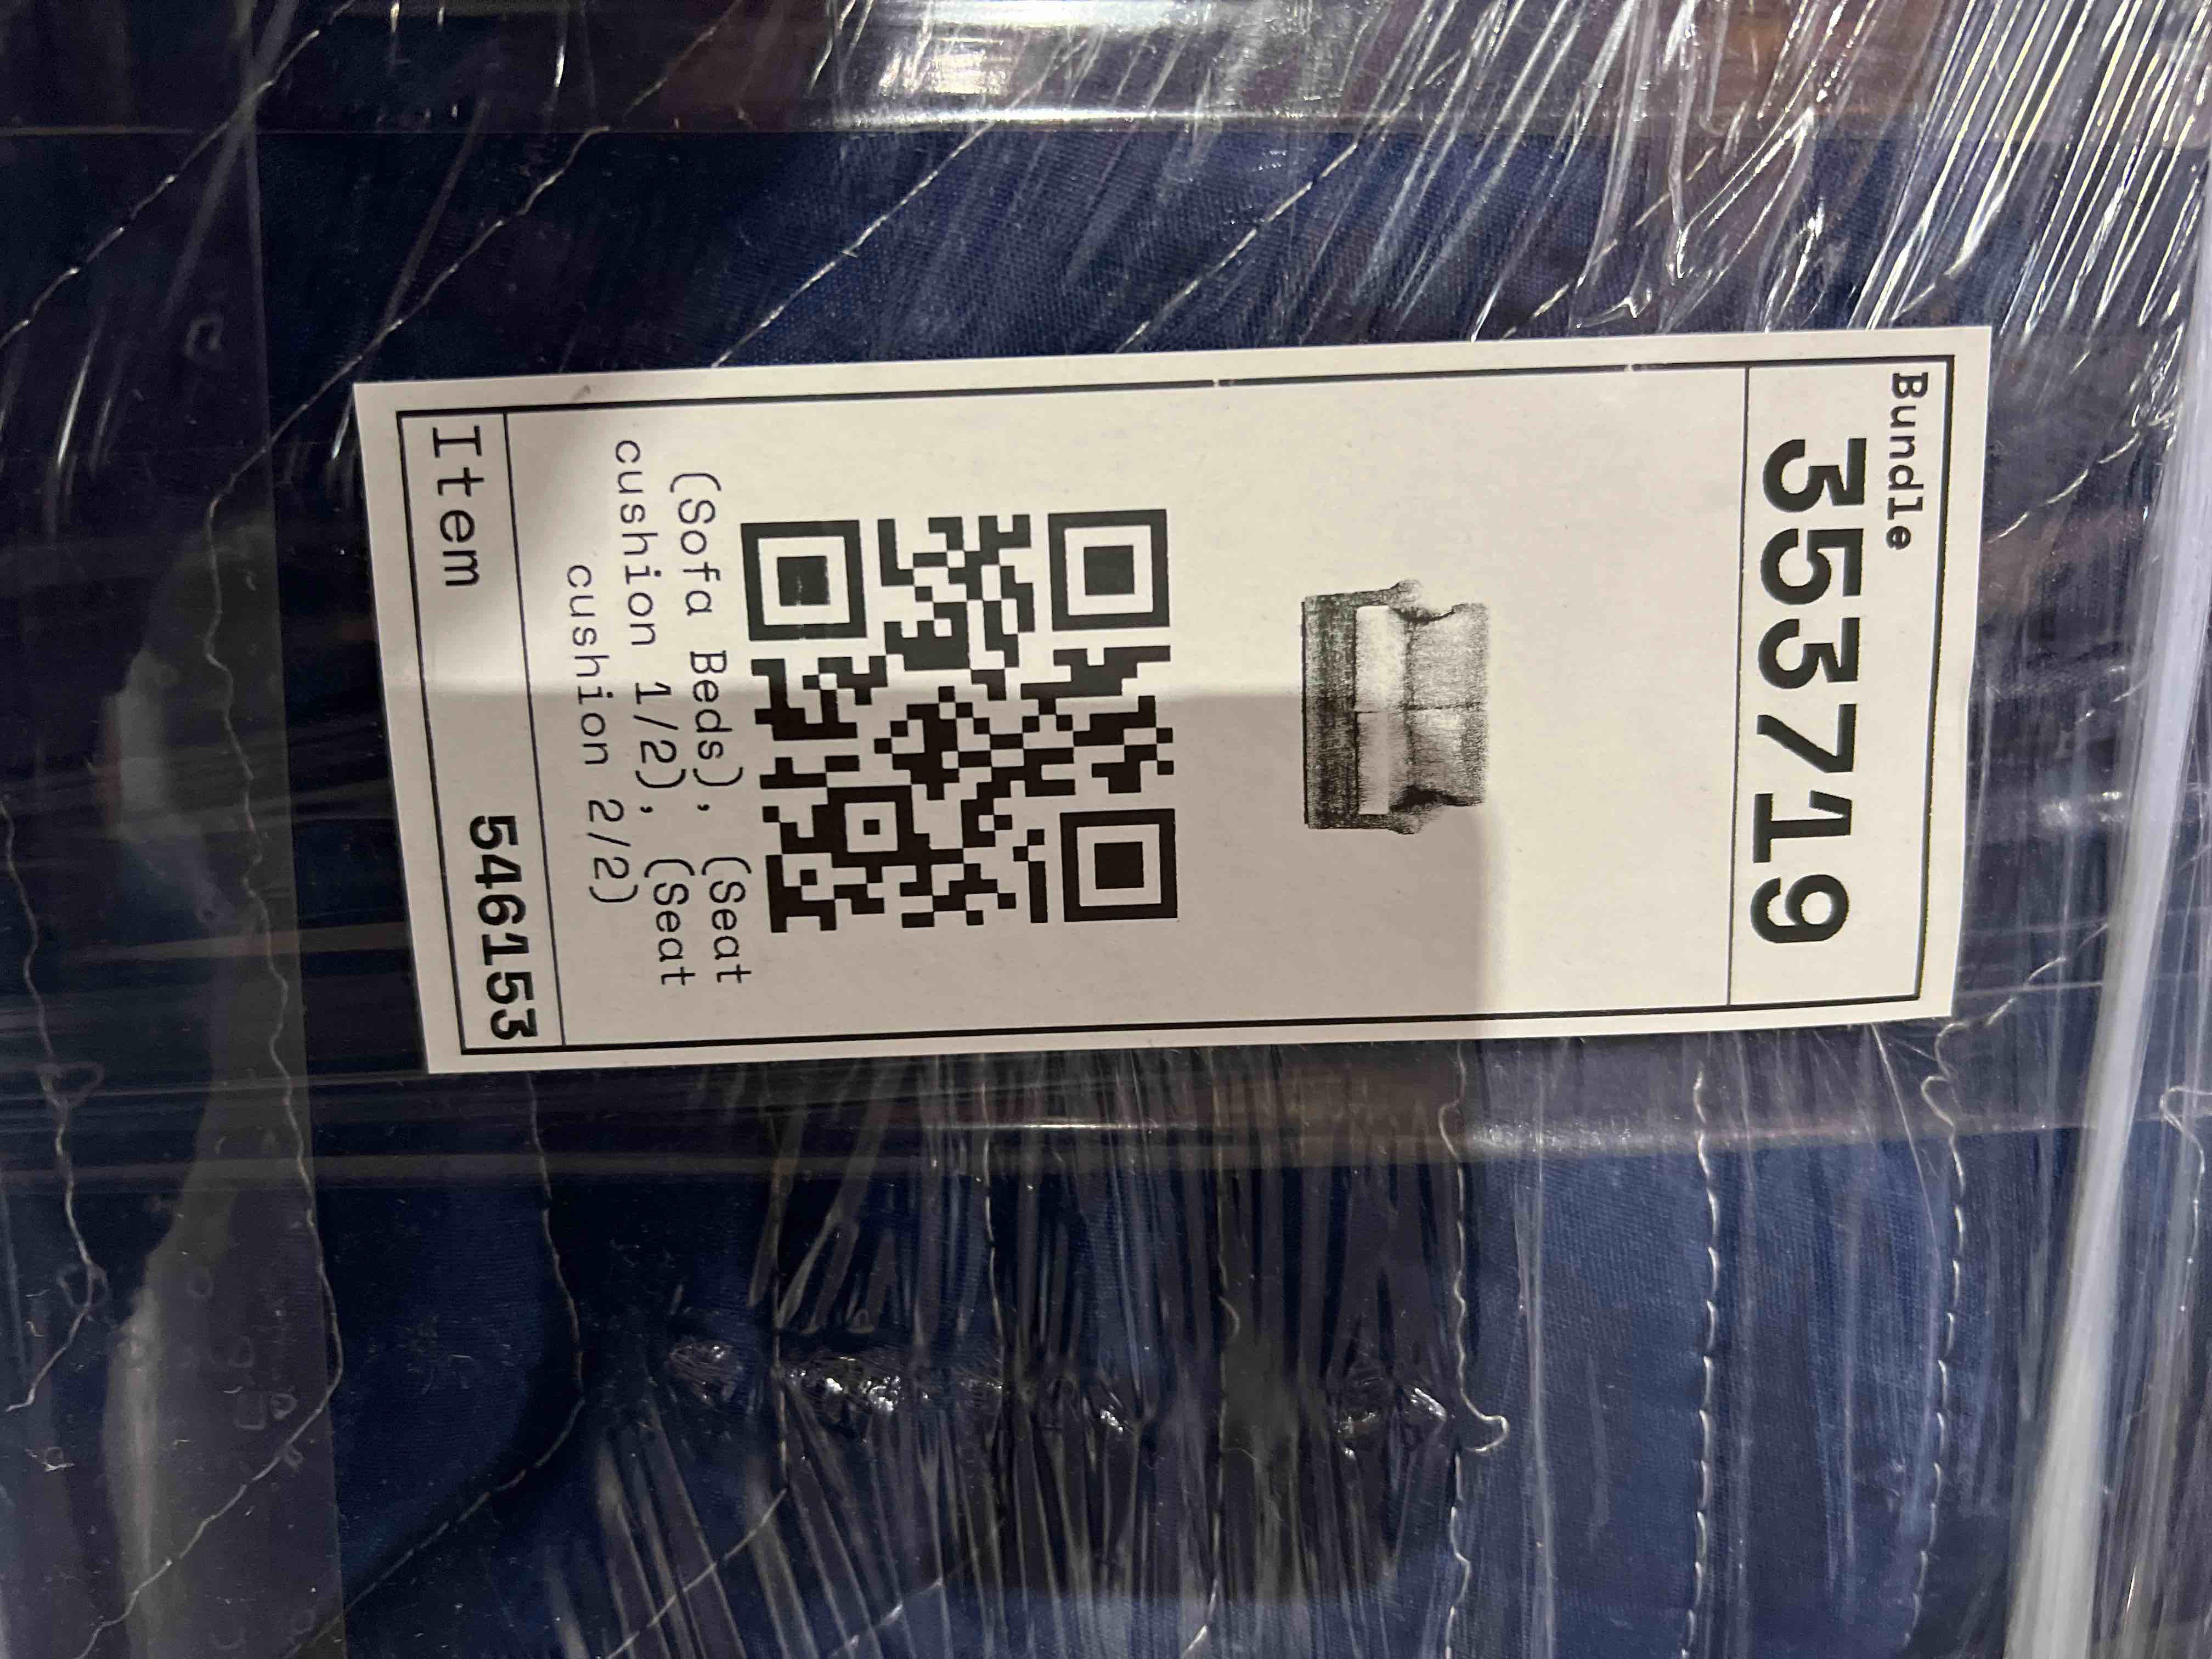 Bundle
353719
(Sofa Beds), (Seat
cushion 1/2), (Seat
cushion 2/2)
Item 546153